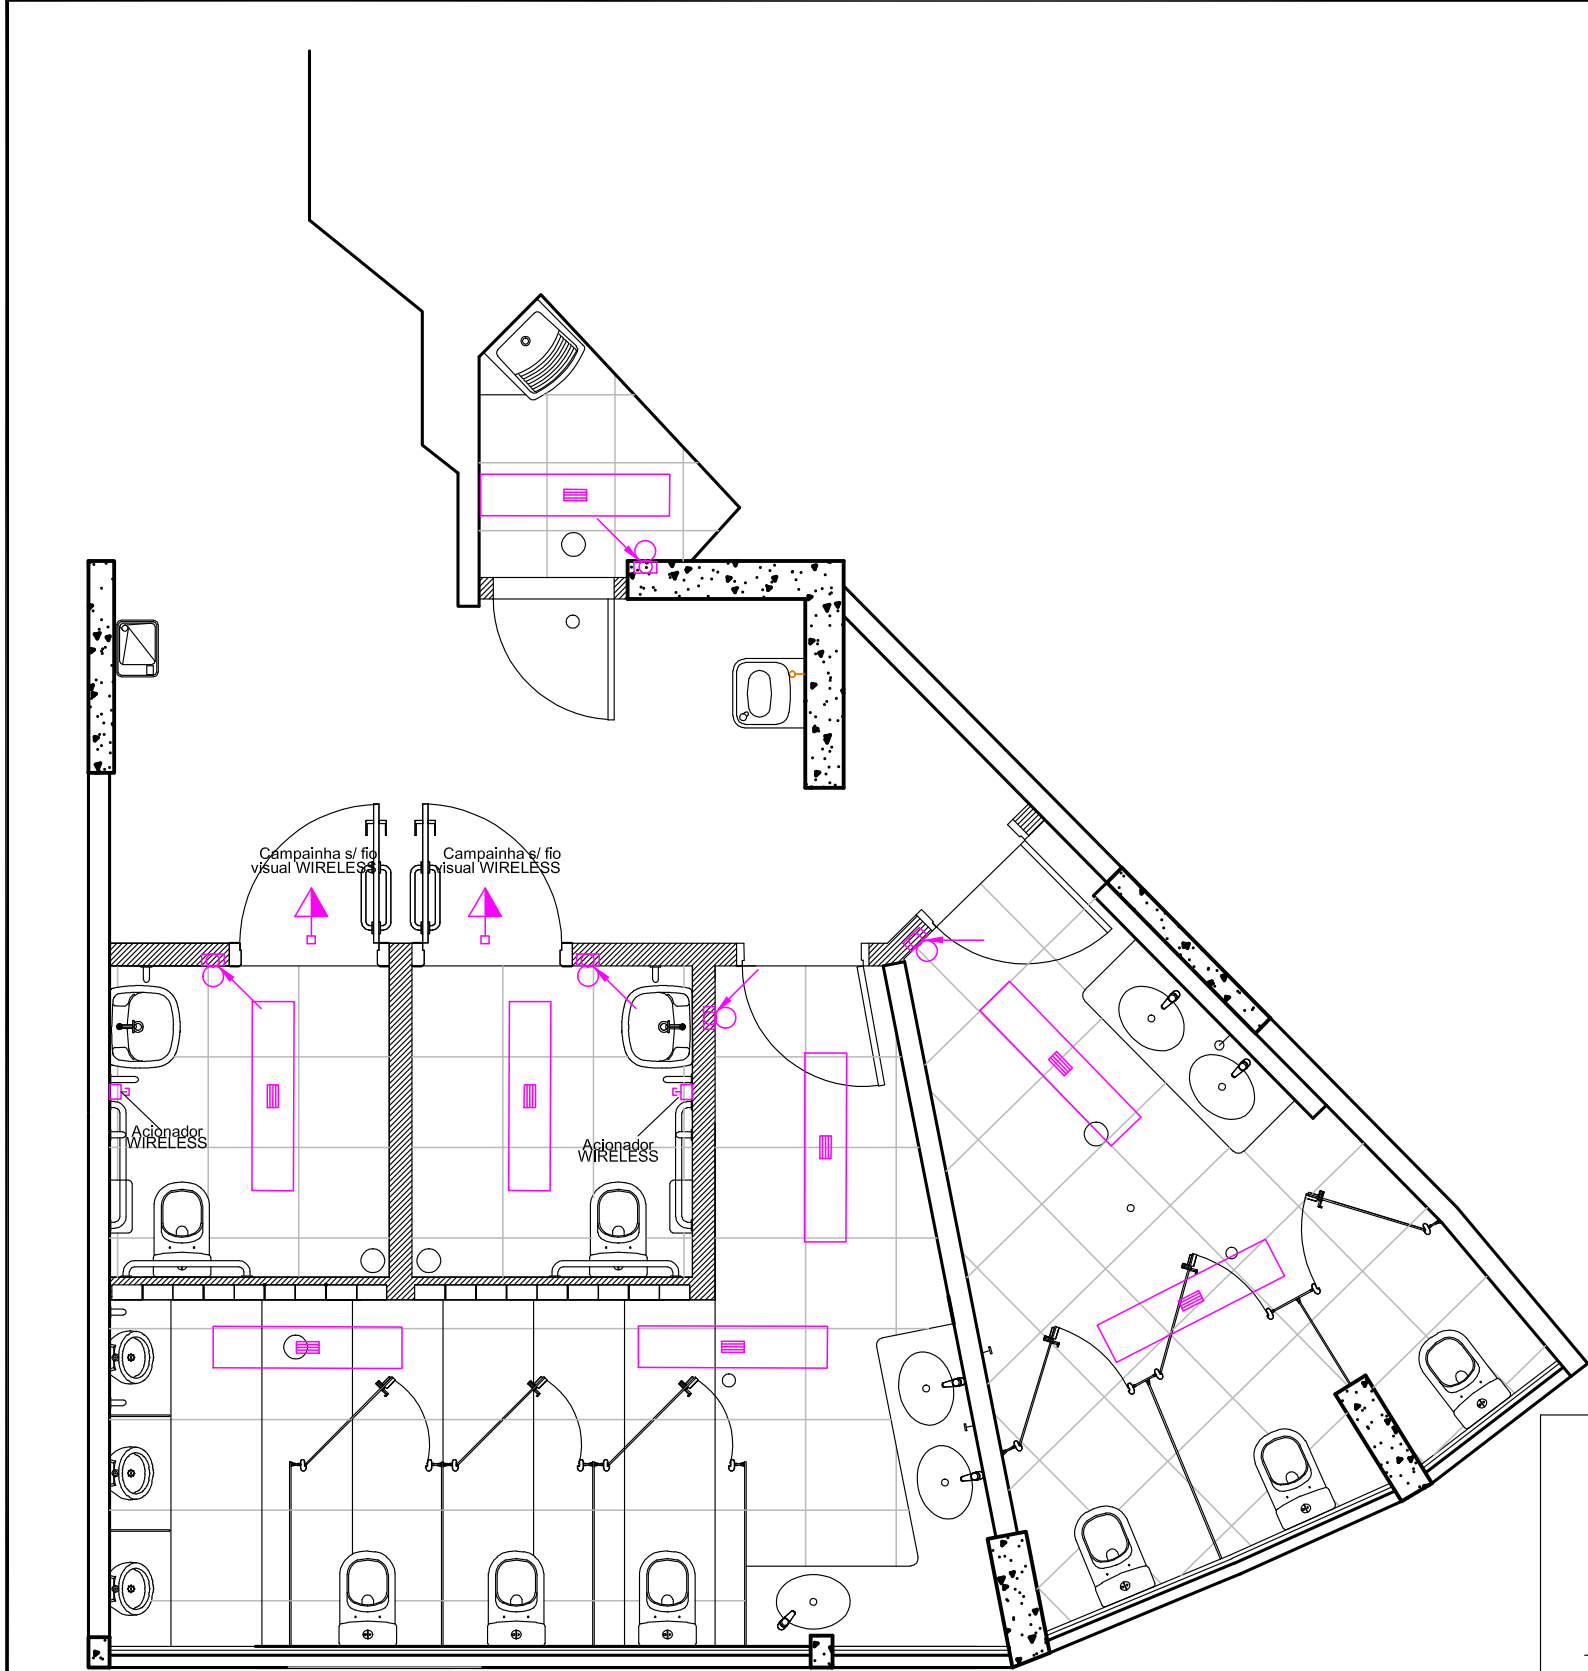 Campainha s/ fio
visual WIRELESS
Campainha s/ fio
visual WIRELESS
Acionador
WIRELESS
Acionador
WIRELESS